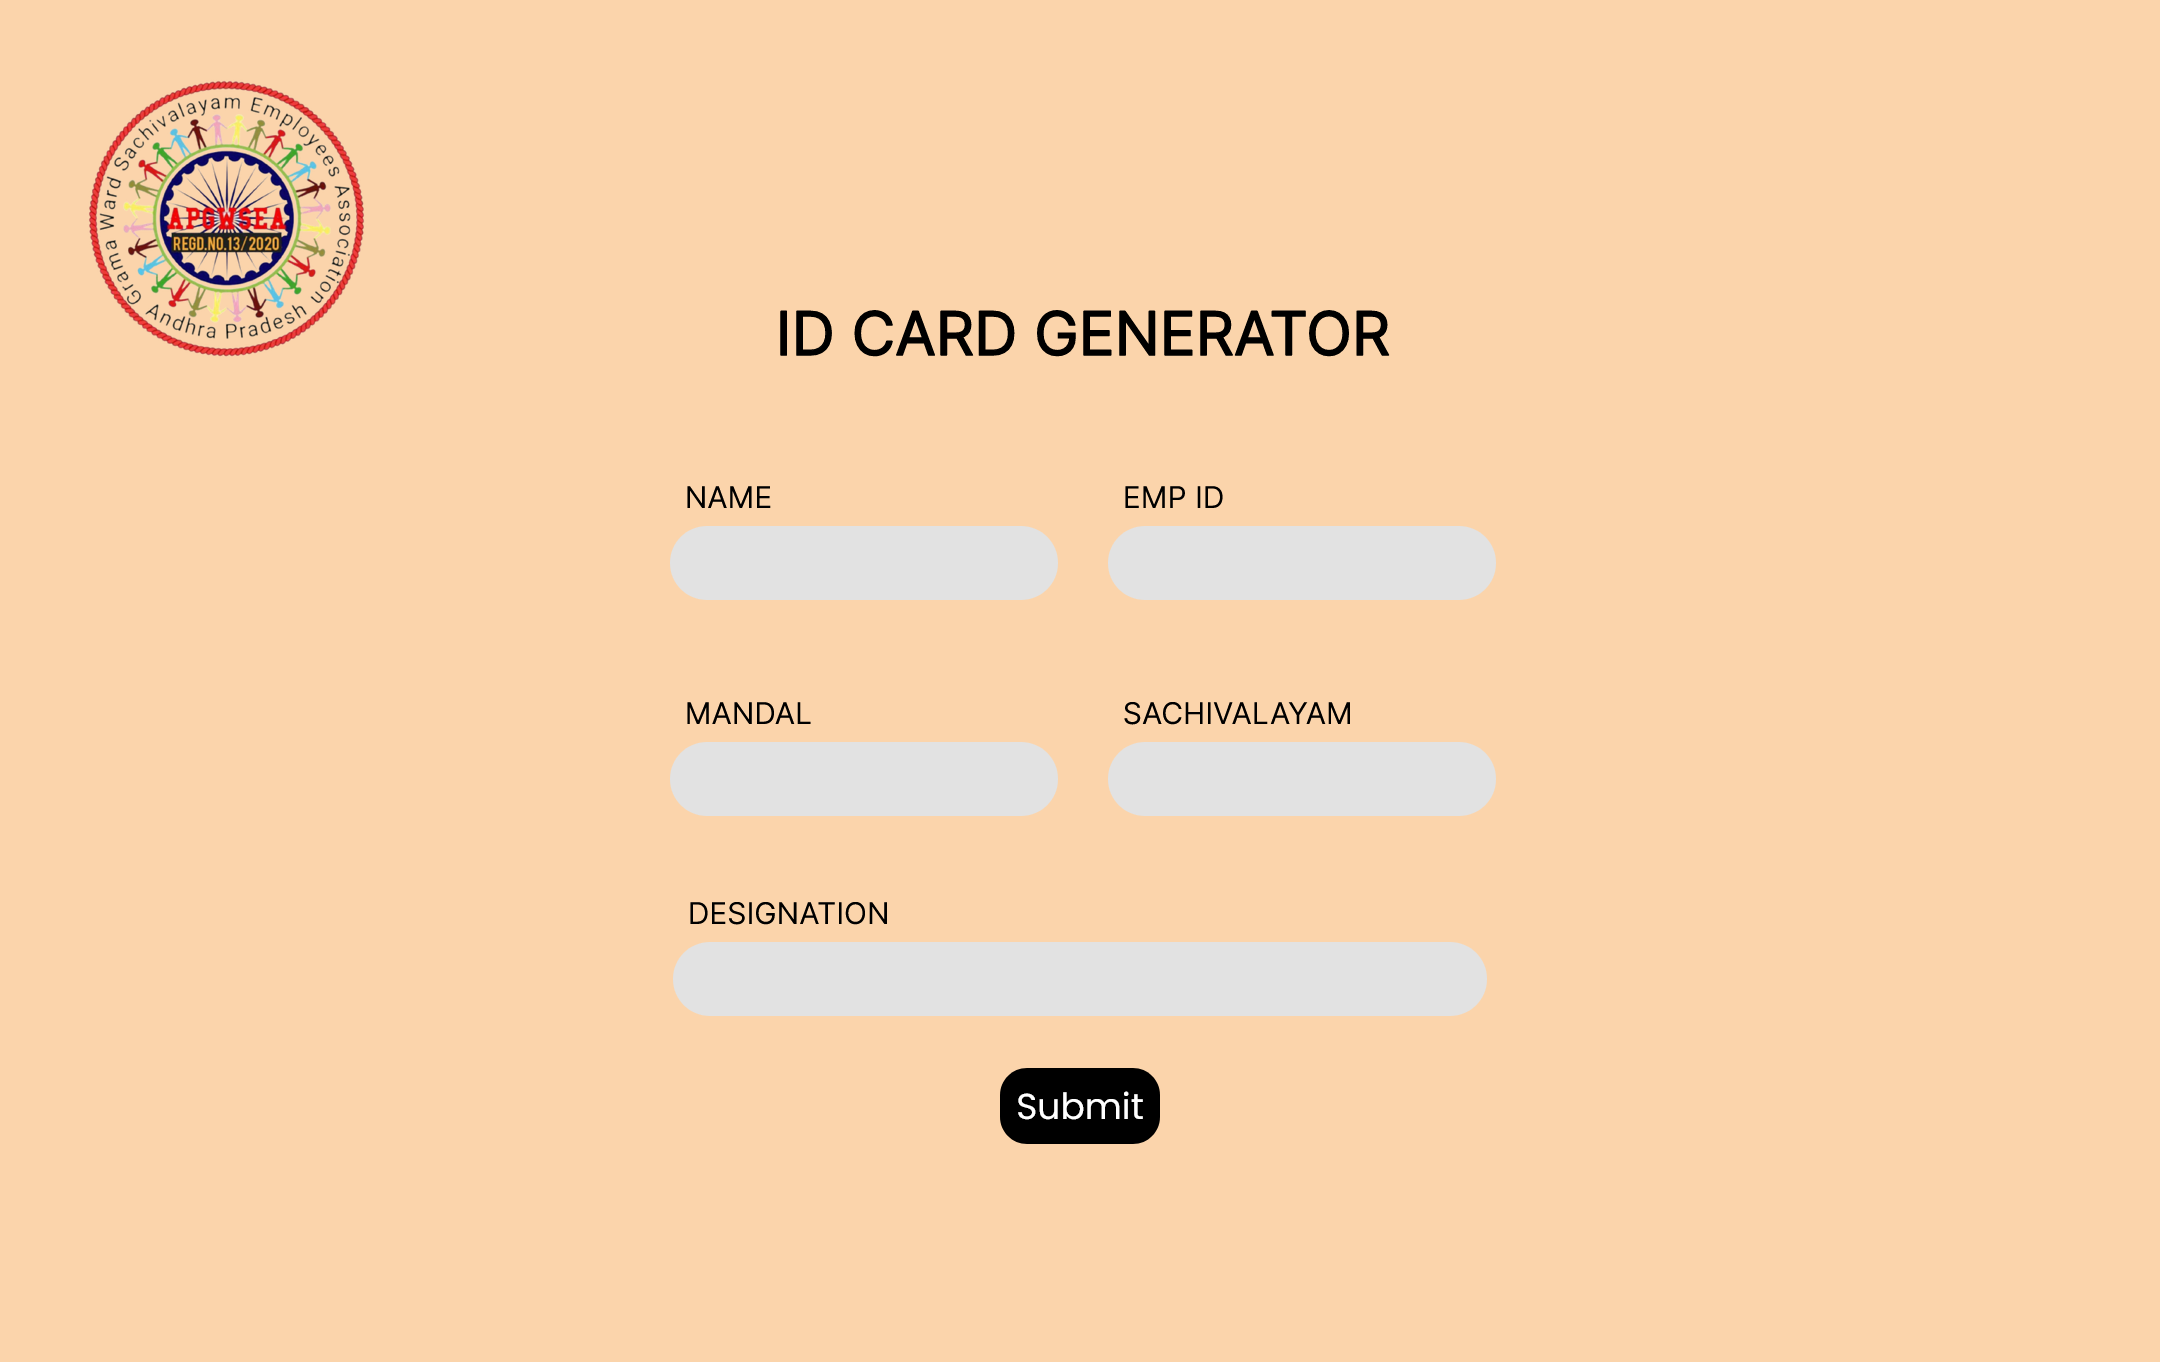 Grama Ward Sachivalayam Employees Association
APGWSEA
REGD.NO.13/2020
Andhra Pradesh
ID CARD GENERATOR
NAME
EMP ID
MANDAL
SACHIVALAYAM
DESIGNATION
Submit